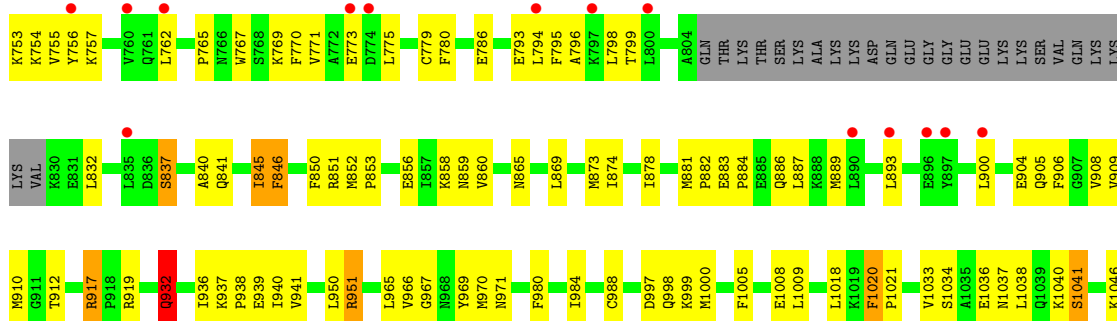 K753 K754 V755 Y756 K757 V760 Q761 L762 P765 N766 W767 S768 K769 F770 V771 A772 E773 D774 L775 C779 F780 E786 E793 L794 F795 A796 K797 L798 T799 L800 A804 GLN THR LYS THR SER LYS ALA LYS LYS ASP GLN GLU GLY GLY GLU GLU LYS LYS SER VAL GLN LYS LYS
LYS VAL K830 E831 L832 L835 D836 S837 A840 Q841 I845 F846 F850 R851 M852 P853 E856 I857 K858 N859 V860 N865 L869 M873 I874 I878 M881 P882 E883 P884 E885 Q886 L887 K888 M889 L890 L893 E896 Y897 L900 E904 Q905 F906 G907 V908
M910 G911 T912 R917 P918 R919 Q932 I936 K937 P938 E939 I940 V941 L950 R951 L965 V966 G967 N968 Y969 M970 N971 F980 I984 C988 D997 Q998 K999 M1000 F1005 E1008 L1009 L1018 K1019 F1020 P1021 V1033 S1034 A1035 E1036 N1037 L1038 Q1039 K1040 S1041 K1046